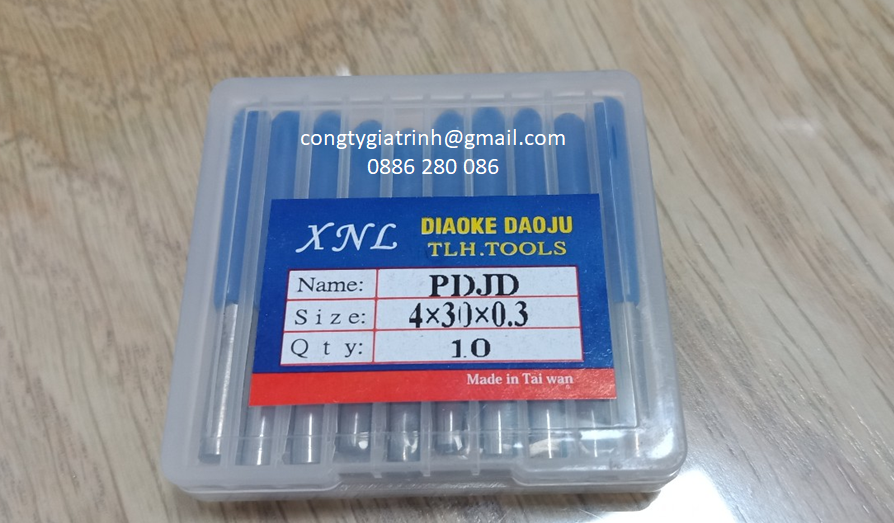 congtygiatrinh@gmail.com
0886 280 086
XNL
DIAOKE DAOJU
TLH.TOOLS
Name: PDJD
Size: 4×30×0.3
Qty: 10
Made in Tai wan